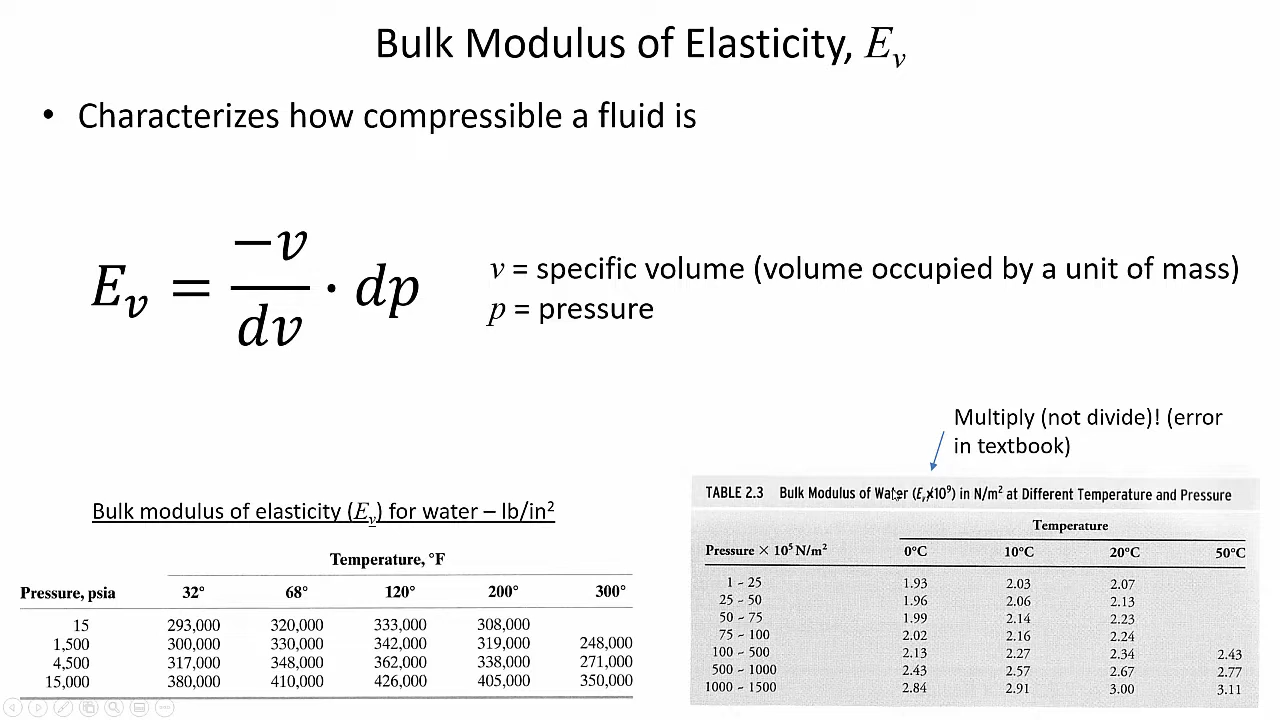 Bulk Modulus of Elasticity, Ev
• Characterizes how compressible a fluid is
Ev = −v/dv · dp
v = specific volume (volume occupied by a unit of mass)
p = pressure
Multiply (not divide)! (error
in textbook)
Bulk modulus of elasticity (Ev) for water – lb/in²
Temperature, °F
Pressure, psia 32° 68° 120° 200° 300°
15 293,000 320,000 333,000 308,000
1,500 300,000 330,000 342,000 319,000 248,000
4,500 317,000 348,000 362,000 338,000 271,000
15,000 380,000 410,000 426,000 405,000 350,000
TABLE 2.3 Bulk Modulus of Water (Ev×10⁹) in N/m² at Different Temperature and Pressure
Temperature
Pressure × 10⁵ N/m² 0°C 10°C 20°C 50°C
1 - 25 1.93 2.03 2.07
25 - 50 1.96 2.06 2.13
50 - 75 1.99 2.14 2.23
75 - 100 2.02 2.16 2.24
100 - 500 2.13 2.27 2.34 2.43
500 - 1000 2.43 2.57 2.67 2.77
1000 - 1500 2.84 2.91 3.00 3.11